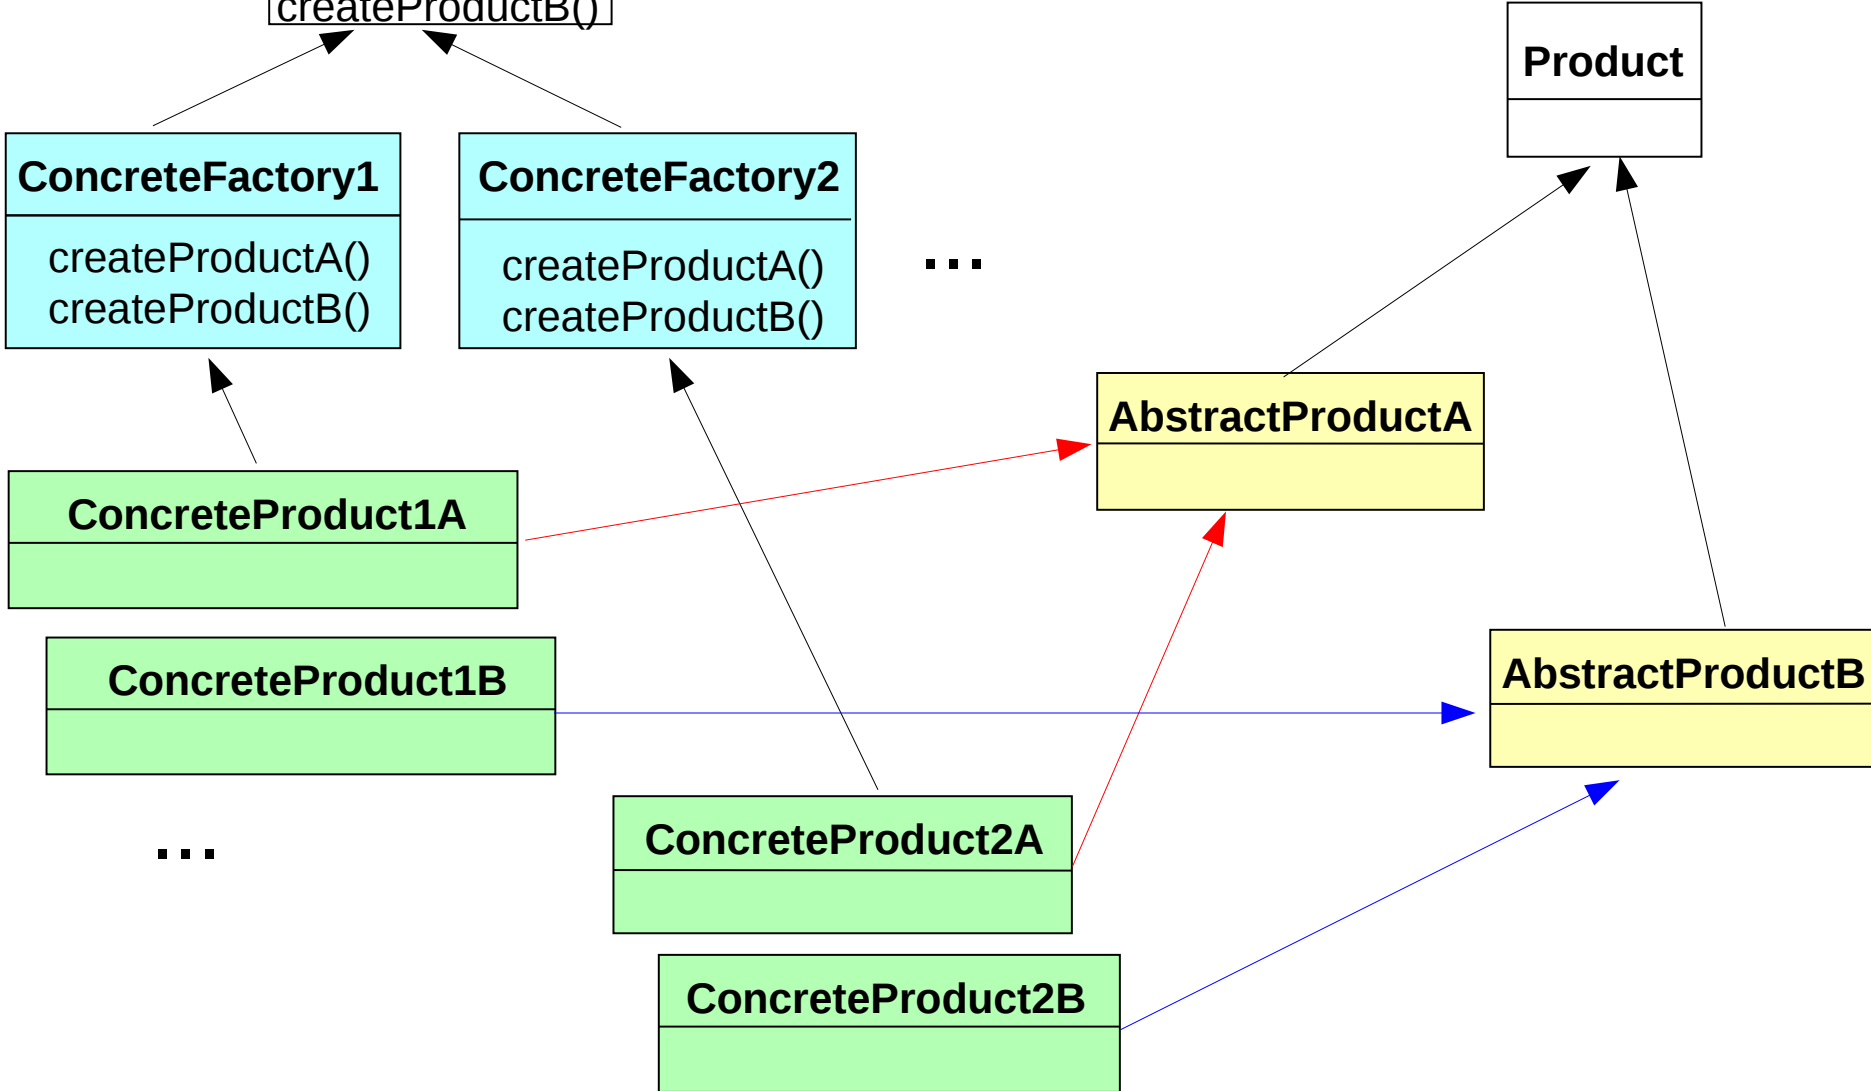 createProductB()
Product
ConcreteFactory1
createProductA()
createProductB()
ConcreteFactory2
createProductA()
createProductB()
...
AbstractProductA
ConcreteProduct1A
ConcreteProduct1B
AbstractProductB
...
ConcreteProduct2A
ConcreteProduct2B